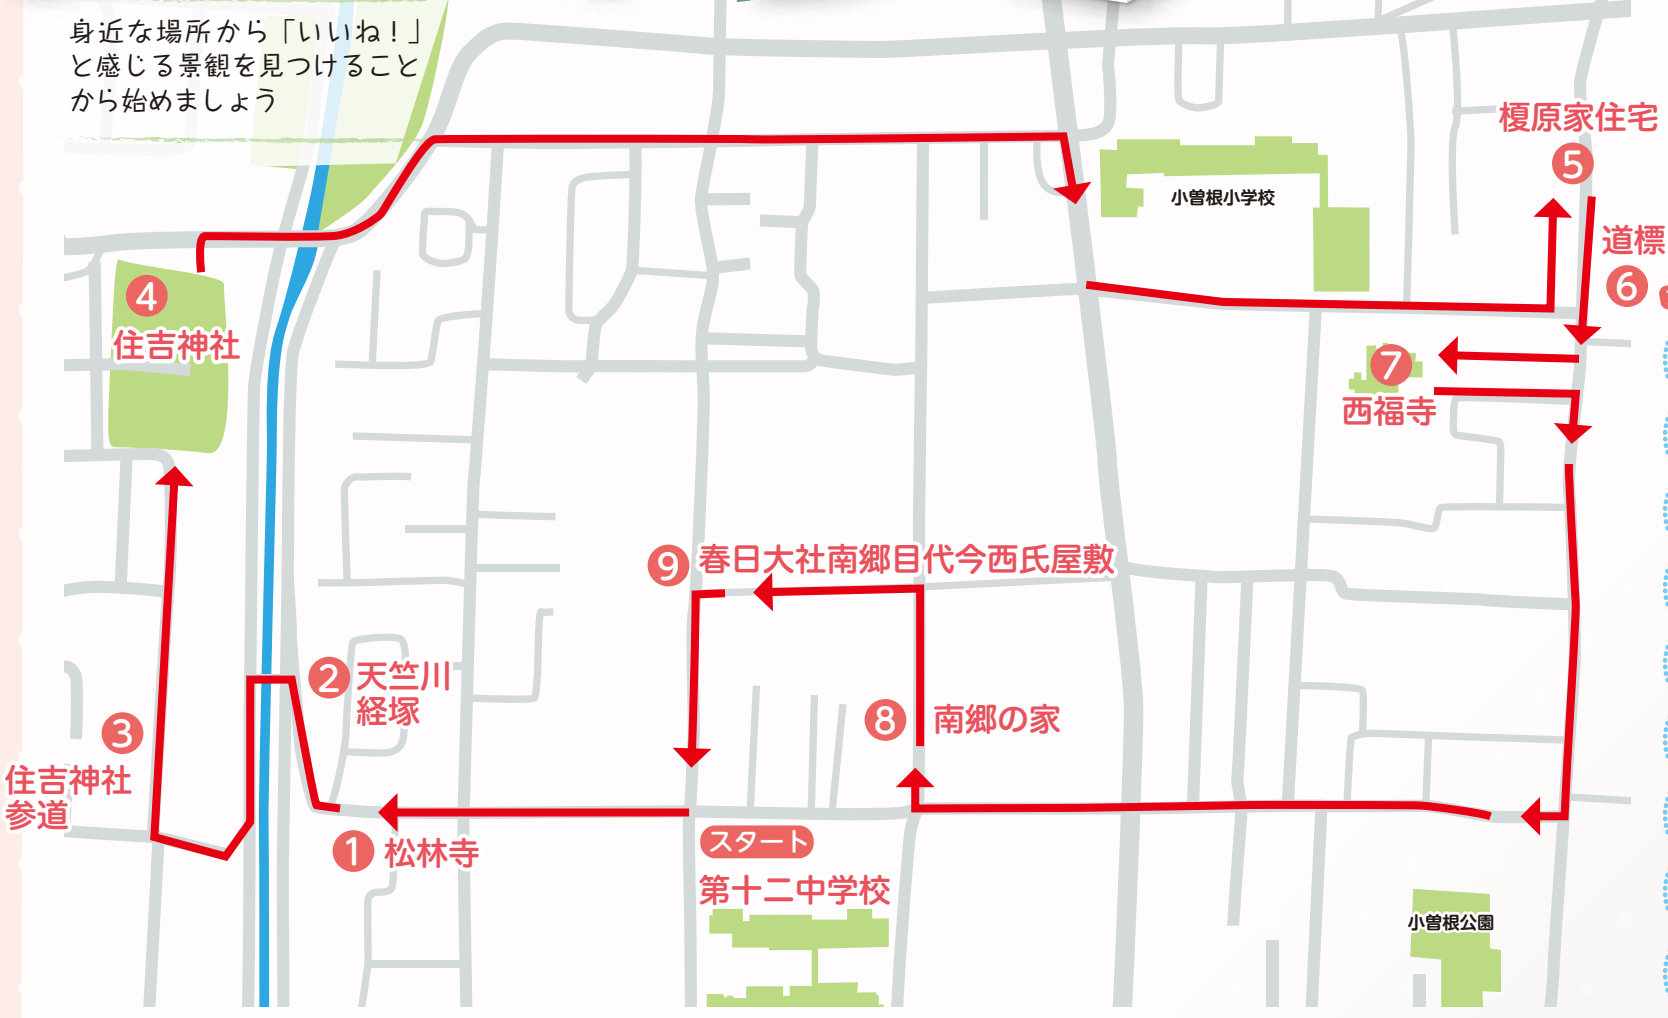 身近な場所から「いいね！」
と感じる景観を見つけること
から始めましょう
榎原家住宅
5
小曽根小学校
道標
6
4
住吉神社
7
西福寺
9 春日大社南郷目代今西氏屋敷
2 天竺川
経塚
3
住吉神社
参道
8 南郷の家
1 松林寺
スタート
第十二中学校
小曽根公園